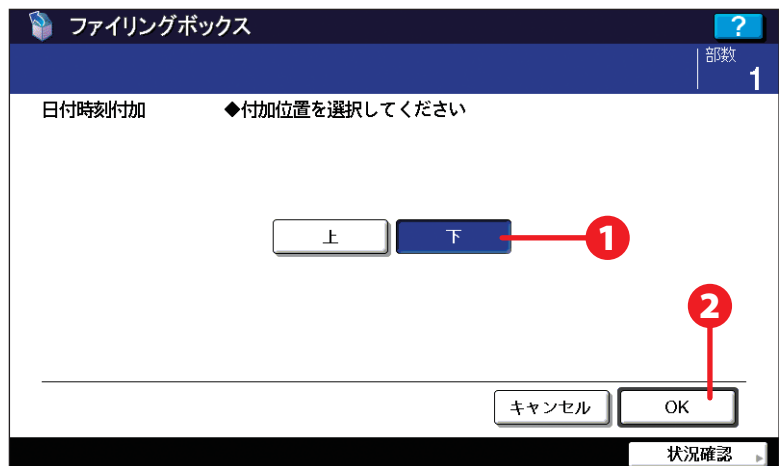 ファイリングボックス ?
部数
1
日付時刻付加 ◆付加位置を選択してください
上 下 1
2
キャンセル OK
状況確認